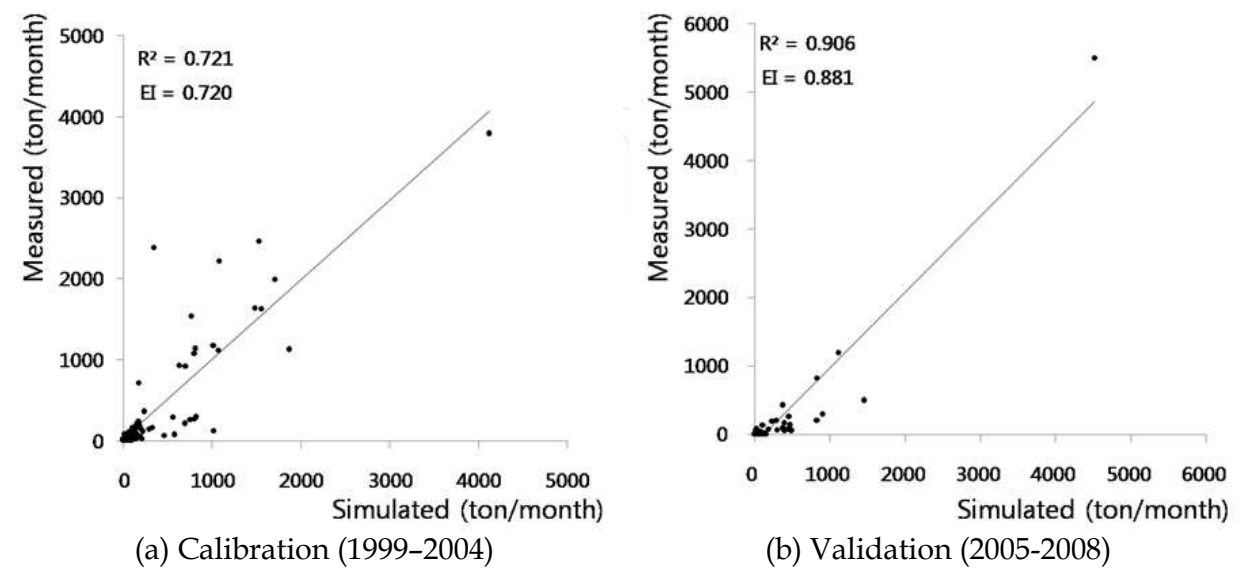 5000
4000
3000
2000
1000
0
Measured (ton/month)
R² = 0.721
EI = 0.720
0 1000 2000 3000 4000 5000
Simulated (ton/month)
(a) Calibration (1999–2004)
6000
5000
4000
3000
2000
1000
0
Measured (ton/month)
R² = 0.906
EI = 0.881
0 1000 2000 3000 4000 5000 6000
Simulated (ton/month)
(b) Validation (2005-2008)